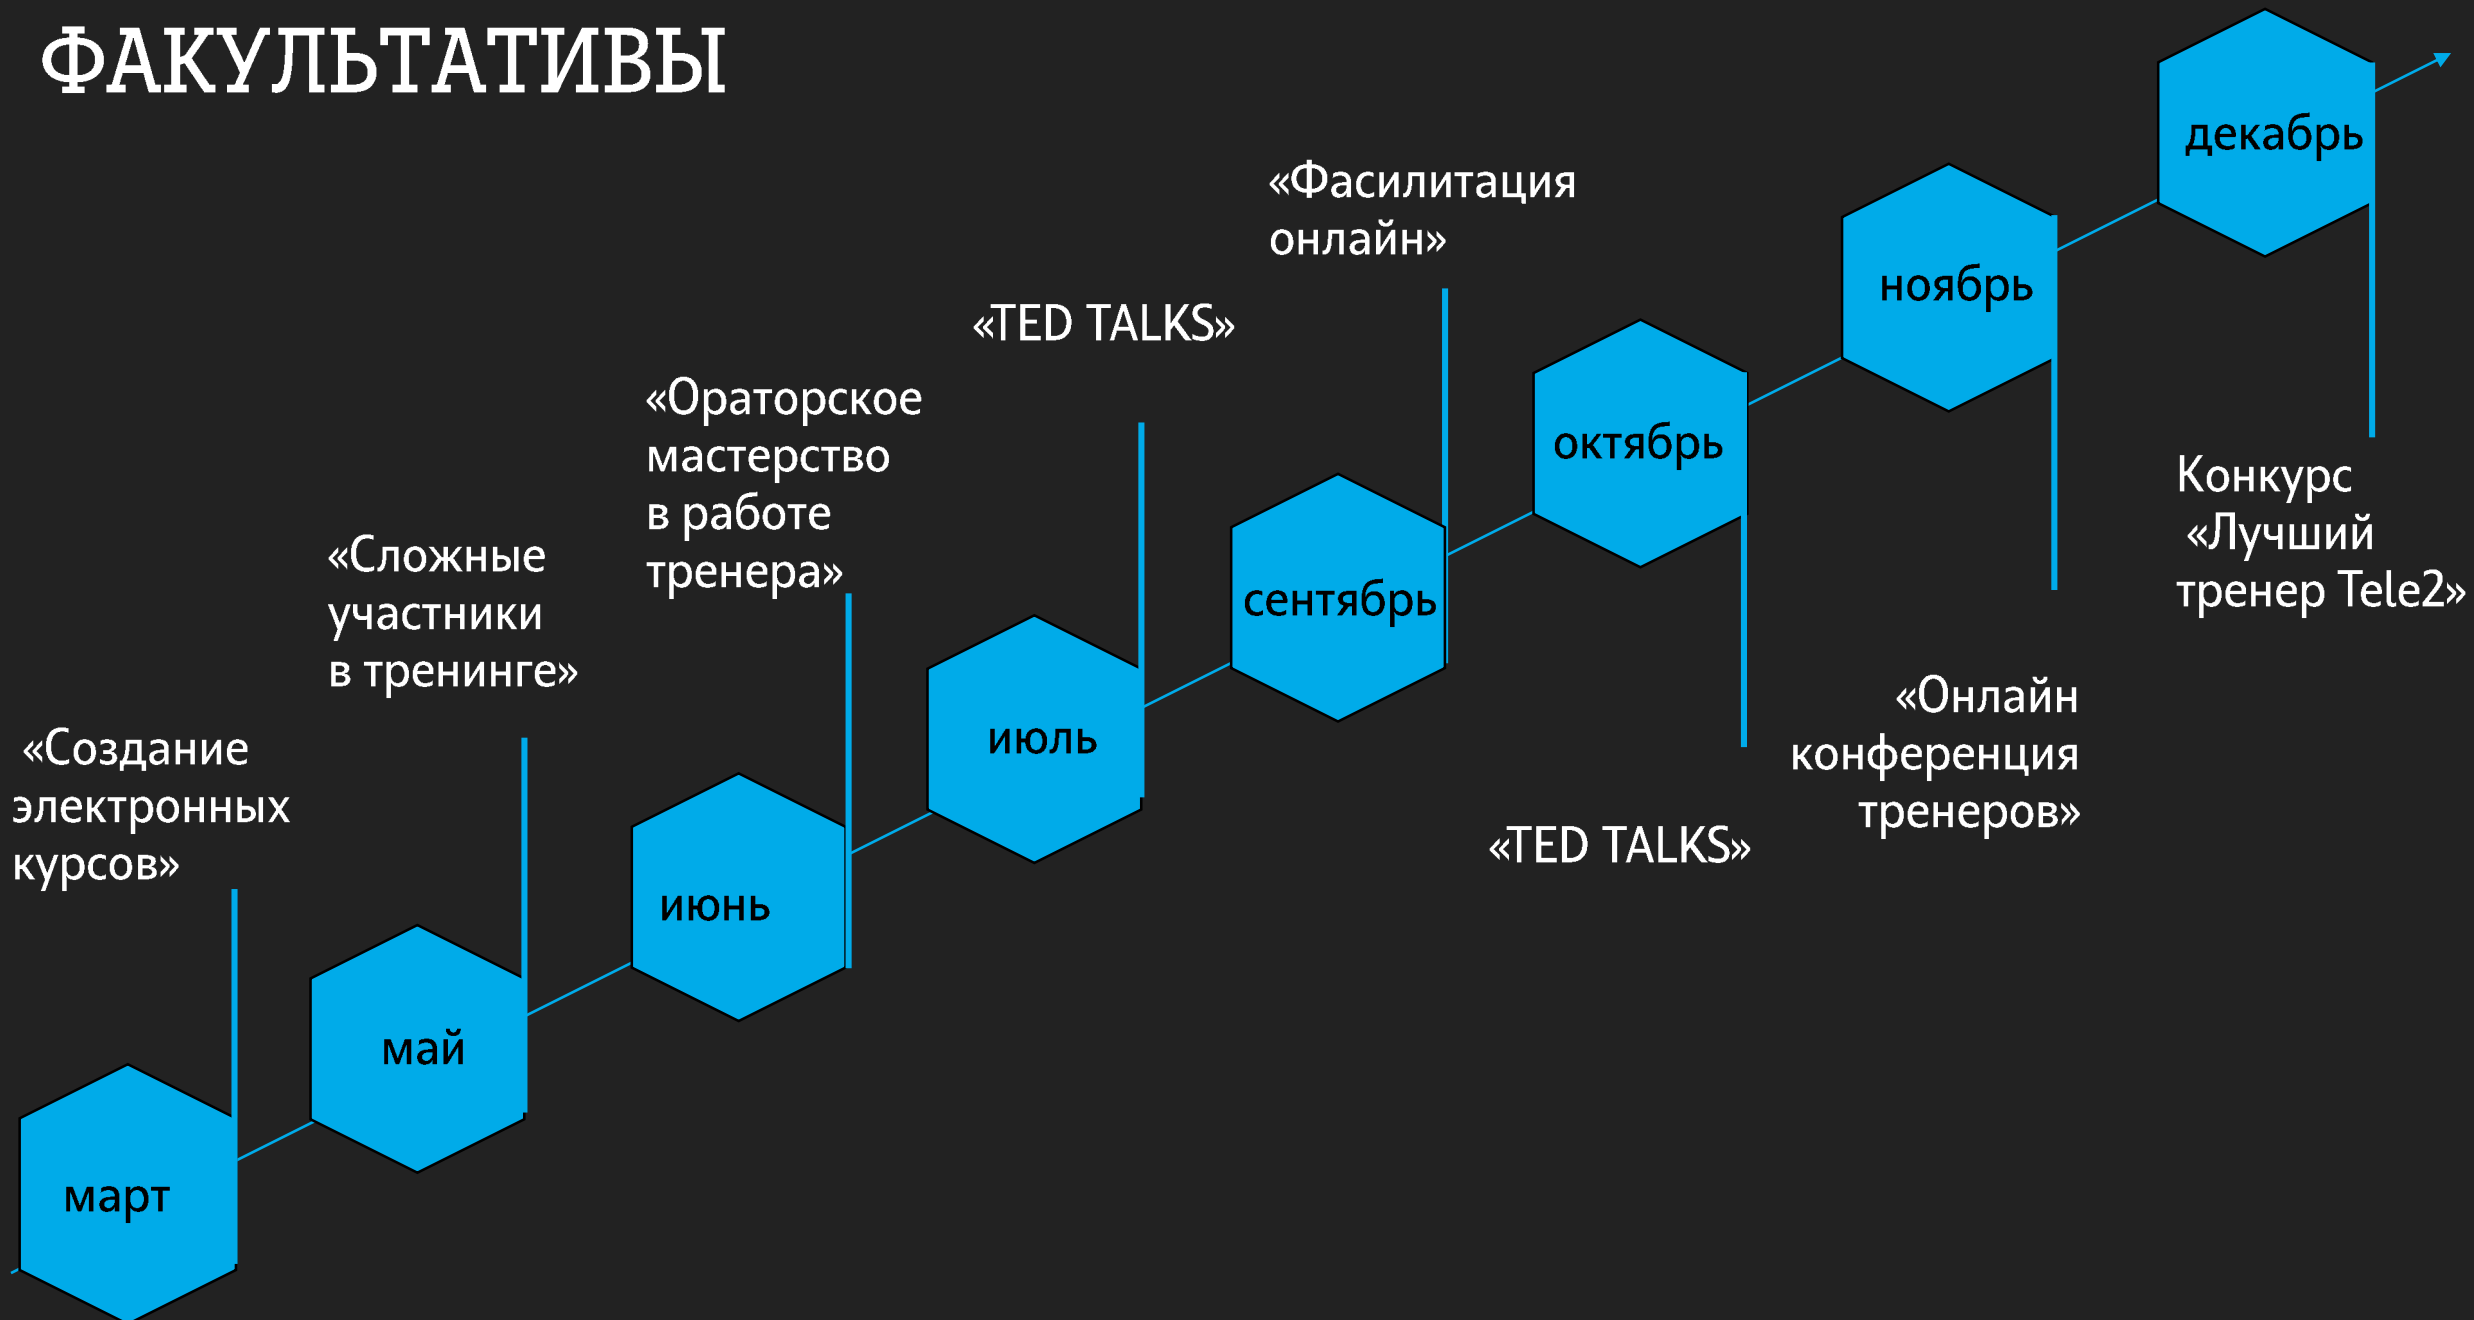 ФАКУЛЬТАТИВЫ
«Создание
электронных
курсов»
март
«Сложные
участники
в тренинге»
май
«Ораторское
мастерство
в работе
тренера»
июнь
«TED TALKS»
июль
«Фасилитация
онлайн»
сентябрь
октябрь
«TED TALKS»
ноябрь
«Онлайн
конференция
тренеров»
декабрь
Конкурс
«Лучший
тренер Tele2»